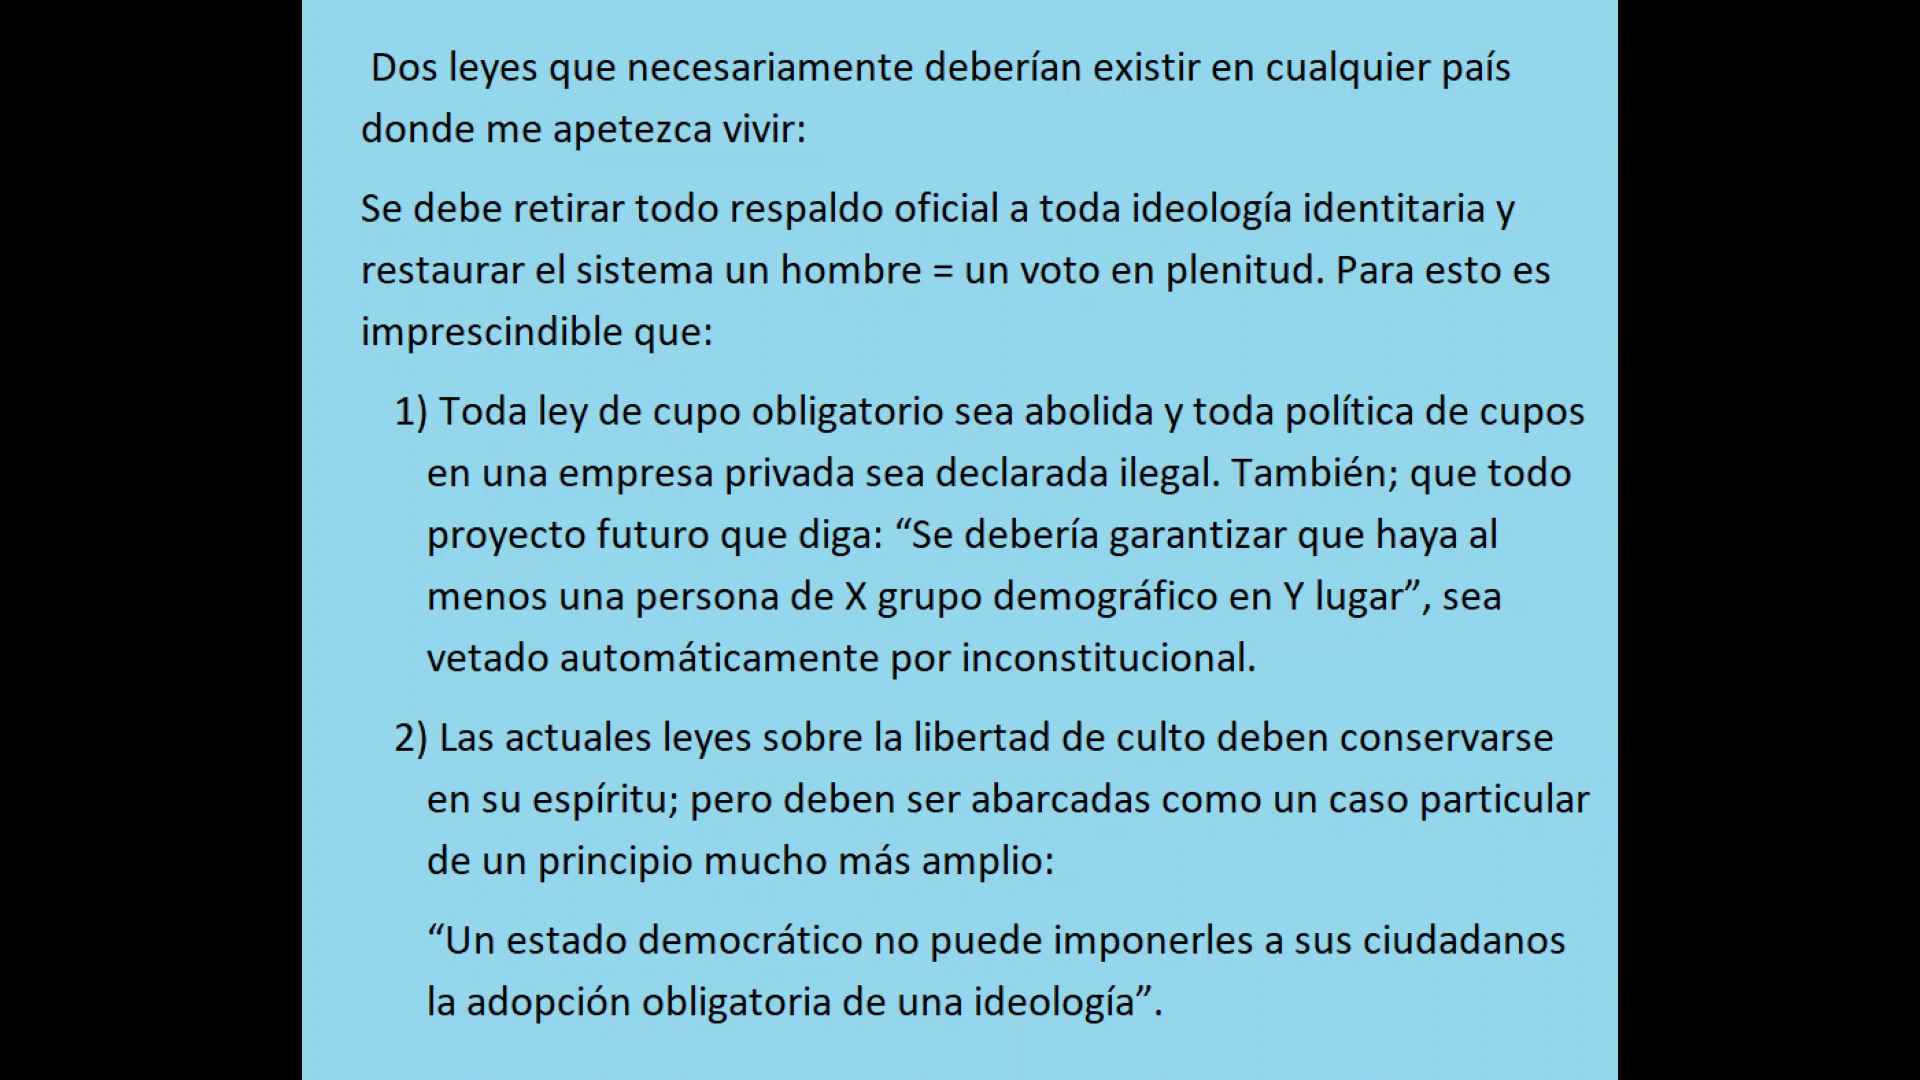 Dos leyes que necesariamente deberían existir en cualquier país
donde me apetezca vivir:
Se debe retirar todo respaldo oficial a toda ideología identitaria y
restaurar el sistema un hombre = un voto en plenitud. Para esto es
imprescindible que:
1) Toda ley de cupo obligatorio sea abolida y toda política de cupos
en una empresa privada sea declarada ilegal. También; que todo
proyecto futuro que diga: “Se debería garantizar que haya al
menos una persona de X grupo demográfico en Y lugar”, sea
vetado automáticamente por inconstitucional.
2) Las actuales leyes sobre la libertad de culto deben conservarse
en su espíritu; pero deben ser abarcadas como un caso particular
de un principio mucho más amplio:
“Un estado democrático no puede imponerles a sus ciudadanos
la adopción obligatoria de una ideología”.